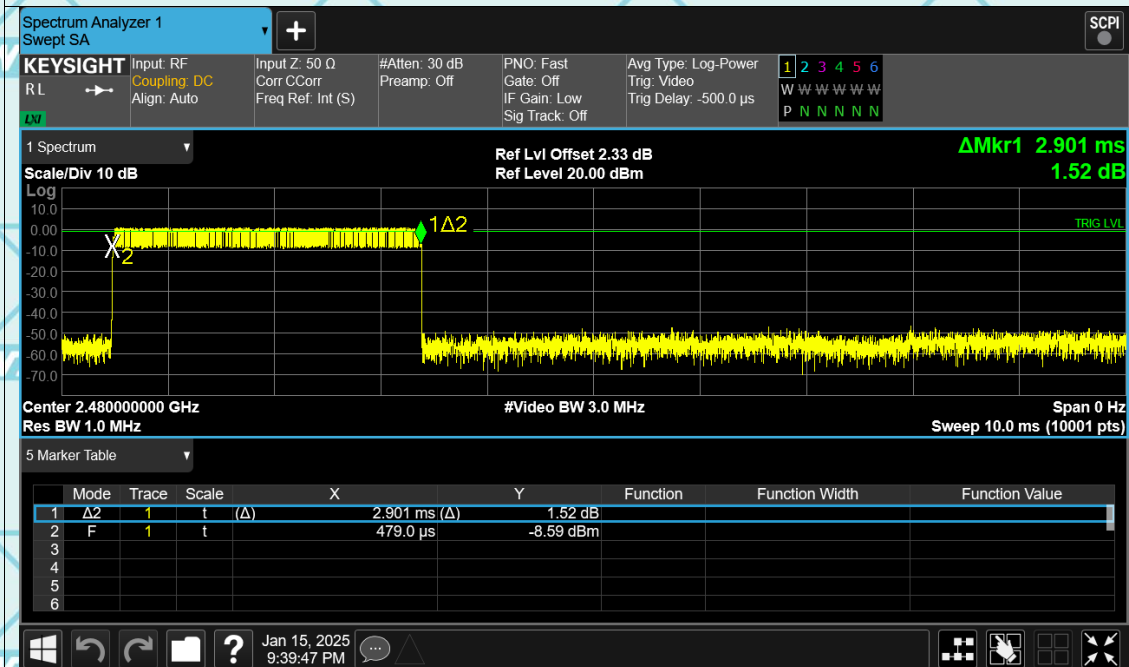 Spectrum Analyzer 1
Swept SA
+
SCPI
KEYSIGHT
RL
LXI
Input: RF
Coupling: DC
Align: Auto
Input Z: 50 Ω
Corr CCorr
Freq Ref: Int (S)
#Atten: 30 dB
Preamp: Off
PNO: Fast
Gate: Off
IF Gain: Low
Sig Track: Off
Avg Type: Log-Power
Trig: Video
Trig Delay: -500.0 µs
1 2 3 4 5 6
W W W W W W
P N N N N N
1 Spectrum
Scale/Div 10 dB
Ref Lvl Offset 2.33 dB
Ref Level 20.00 dBm
ΔMkr1 2.901 ms
1.52 dB
Log
10.0
0.00
-10.0
-20.0
-30.0
-40.0
-50.0
-60.0
-70.0
X2
1Δ2
TRIG LVL
Center 2.480000000 GHz
#Video BW 3.0 MHz
Span 0 Hz
Res BW 1.0 MHz
Sweep 10.0 ms (10001 pts)
5 Marker Table
Mode Trace Scale X Y Function Function Width Function Value
1 Δ2 1 t (Δ) 2.901 ms (Δ) 1.52 dB
2 F 1 t 479.0 µs -8.59 dBm
3
4
5
6
?
Jan 15, 2025
9:39:47 PM